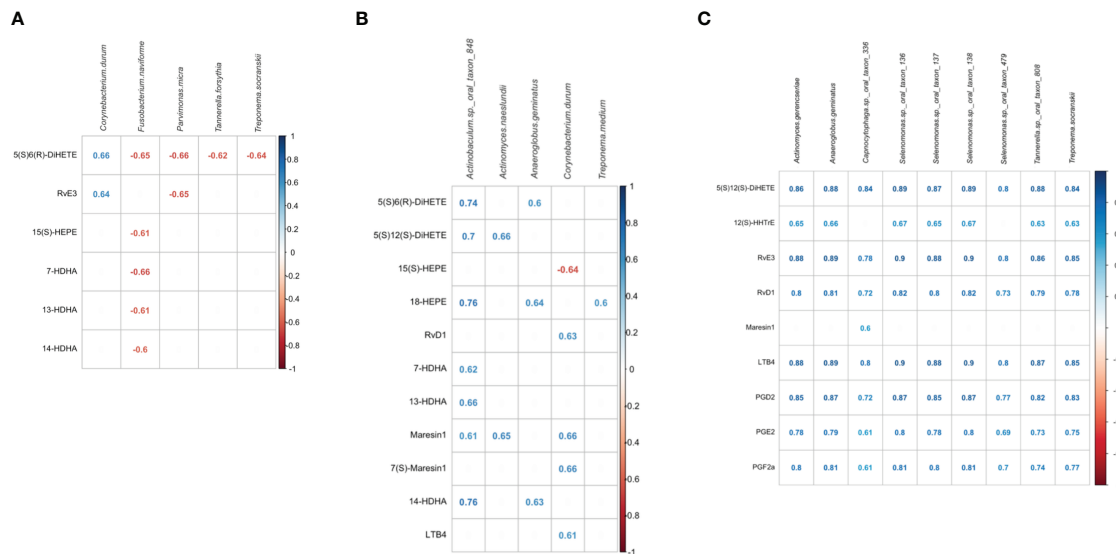 A
Corynebacterium.durum
Fusobacterium.naviforme
Parvimonas.micra
Tannerella.forsythia
Treponema.socranskii
5(S)6(R)-DiHETE 0.66 -0.65 -0.66 -0.62 -0.64
RvE3 0.64 -0.65
15(S)-HEPE -0.61
7-HDHA -0.66
13-HDHA -0.61
14-HDHA -0.6
1
0.8
0.6
0.4
0.2
0
-0.2
-0.4
-0.6
-0.8
-1
B
Actinobaculum.sp._oral_taxon_848
Actinomyces.naeslundii
Anaeroglobus.geminatus
Corynebacterium.durum
Treponema.medium
5(S)6(R)-DiHETE 0.74 0.6
5(S)12(S)-DiHETE 0.7 0.66
15(S)-HEPE -0.64
18-HEPE 0.76 0.64 0.6
RvD1 0.63
7-HDHA 0.62
13-HDHA 0.66
Maresin1 0.61 0.65 0.66
7(S)-Maresin1 0.66
14-HDHA 0.76 0.63
LTB4 0.61
1
0.8
0.6
0.4
0.2
0
-0.2
-0.4
-0.6
-0.8
-1
C
Actinomyces.gerencseriae
Anaeroglobus.geminatus
Capnocytophaga.sp._oral_taxon_336
Selenomonas.sp._oral_taxon_136
Selenomonas.sp._oral_taxon_137
Selenomonas.sp._oral_taxon_138
Selenomonas.sp._oral_taxon_479
Tannerella.sp._oral_taxon_808
Treponema.socranskii
5(S)12(S)-DiHETE 0.86 0.88 0.84 0.89 0.87 0.89 0.8 0.88 0.84
12(S)-HHTrE 0.65 0.66 0.67 0.65 0.67 0.63 0.63
RvE3 0.88 0.89 0.78 0.9 0.88 0.9 0.8 0.86 0.85
RvD1 0.8 0.81 0.72 0.82 0.8 0.82 0.73 0.79 0.78
Maresin1 0.6
LTB4 0.88 0.89 0.8 0.9 0.88 0.9 0.8 0.87 0.85
PGD2 0.85 0.87 0.72 0.87 0.85 0.87 0.77 0.82 0.83
PGE2 0.78 0.79 0.61 0.8 0.78 0.8 0.69 0.73 0.75
PGF2a 0.8 0.81 0.61 0.81 0.8 0.81 0.7 0.74 0.77